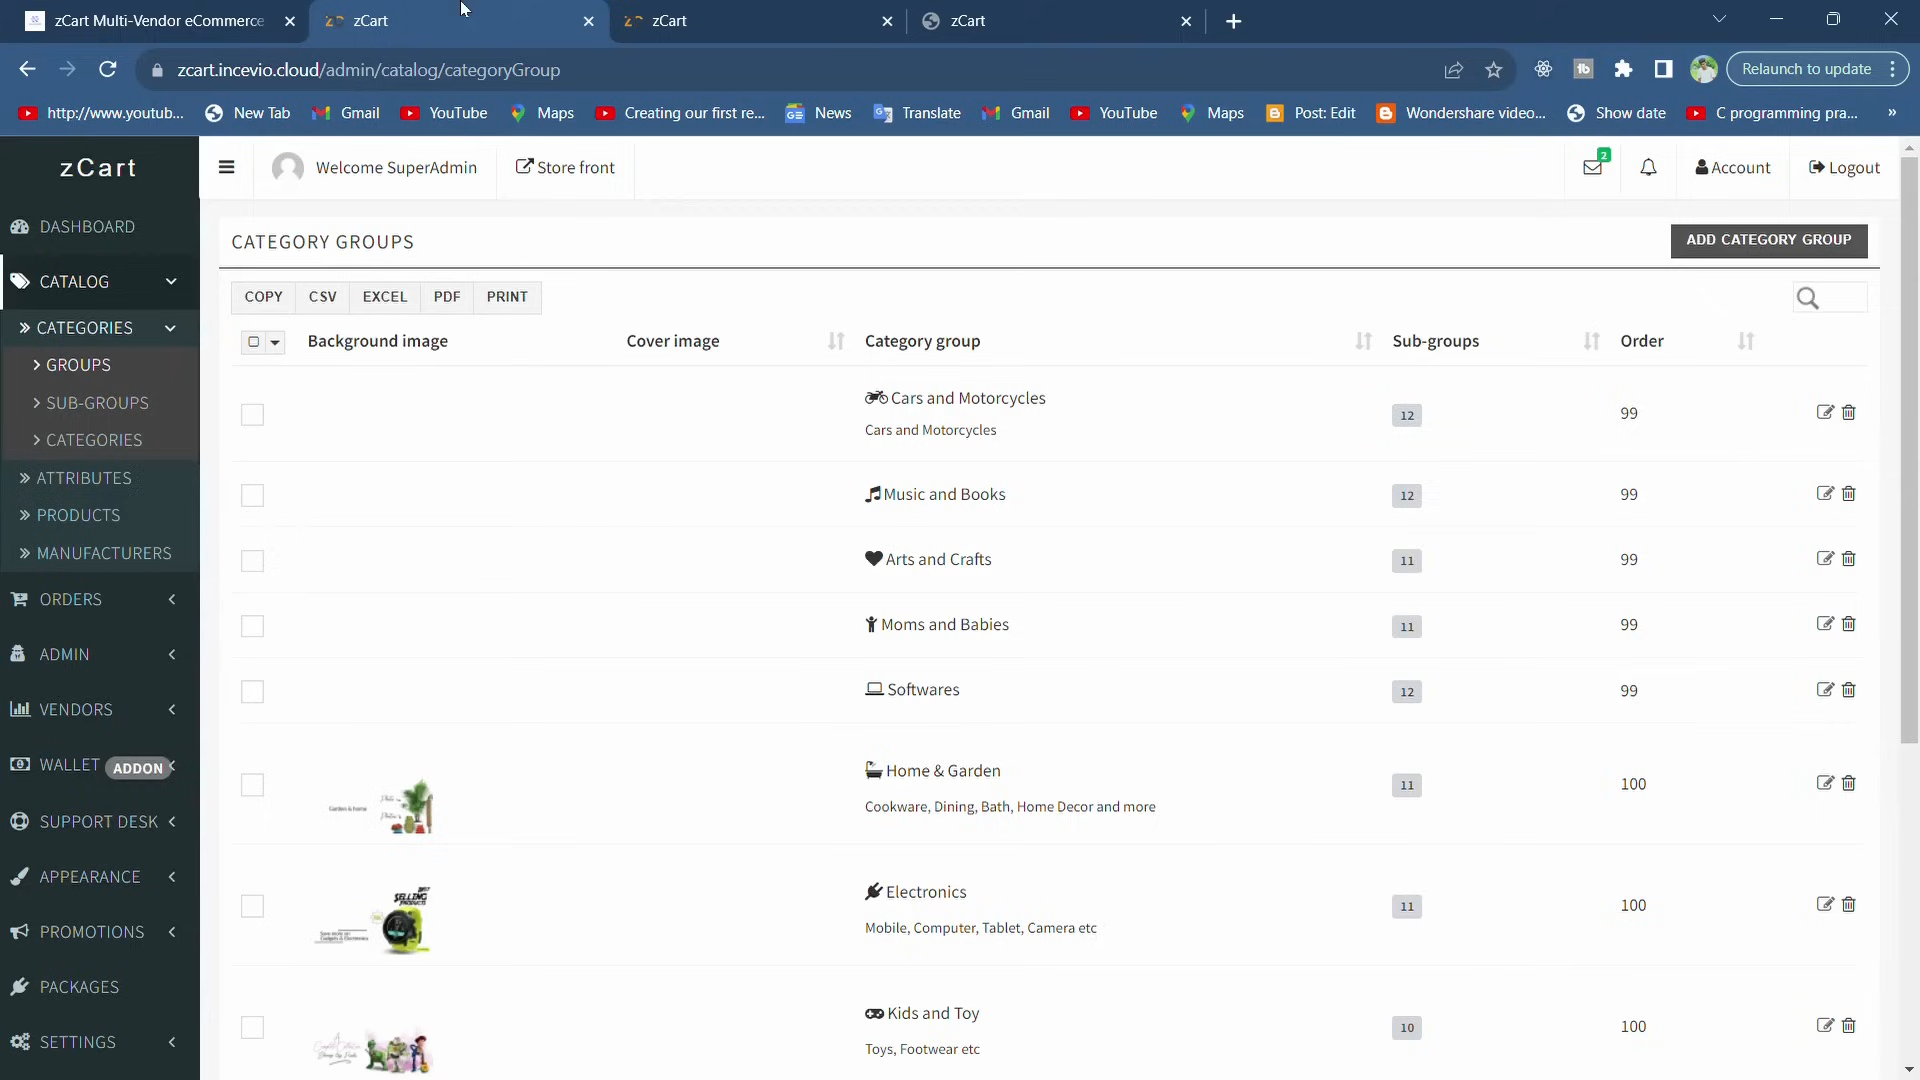 zCart Multi-Vendor eCommerce
zCart
zCart
zCart
zcart.incevio.cloud/admin/catalog/categoryGroup
Relaunch to update
http://www.youtub...
New Tab
Gmail
YouTube
Maps
Creating our first re...
News
Translate
Gmail
YouTube
Maps
Post: Edit
Wondershare video...
Show date
C programming pra...
»
zCart
Welcome SuperAdmin
Store front
2
Account
Logout
DASHBOARD
CATALOG
CATEGORIES
GROUPS
SUB-GROUPS
CATEGORIES
ATTRIBUTES
PRODUCTS
MANUFACTURERS
ORDERS
ADMIN
VENDORS
WALLET ADDON
SUPPORT DESK
APPEARANCE
PROMOTIONS
PACKAGES
SETTINGS
CATEGORY GROUPS
ADD CATEGORY GROUP
COPY CSV EXCEL PDF PRINT
Background image Cover image Category group Sub-groups Order
Cars and Motorcycles
Cars and Motorcycles
12 99
Music and Books 12 99
Arts and Crafts 11 99
Moms and Babies 11 99
Softwares 12 99
Garden & home
Home & Garden
Cookware, Dining, Bath, Home Decor and more
11 100
SELLING
PRODUCTS
Electronics
Mobile, Computer, Tablet, Camera etc
11 100
Kids and Toy
Toys, Footwear etc
10 100